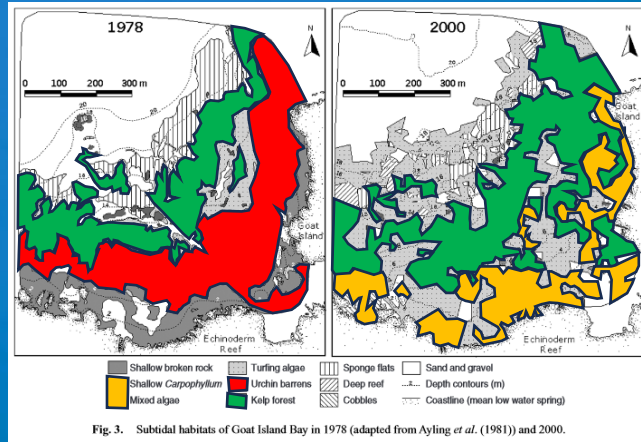 1978
N
0 100 200 300 m
20
Goat
Island
Echinoderm
Reef
2000
N
0 100 200 300 m
Goat
Island
Echinoderm
Reef
Shallow broken rock
Shallow Carpophyllum
Mixed algae
Turfing algae
Urchin barrens
Kelp forest
Sponge flats
Deep reef
Cobbles
Sand and gravel
Depth contours (m)
Coastline (mean low water spring)
Fig. 3. Subtidal habitats of Goat Island Bay in 1978 (adapted from Ayling et al. (1981)) and 2000.